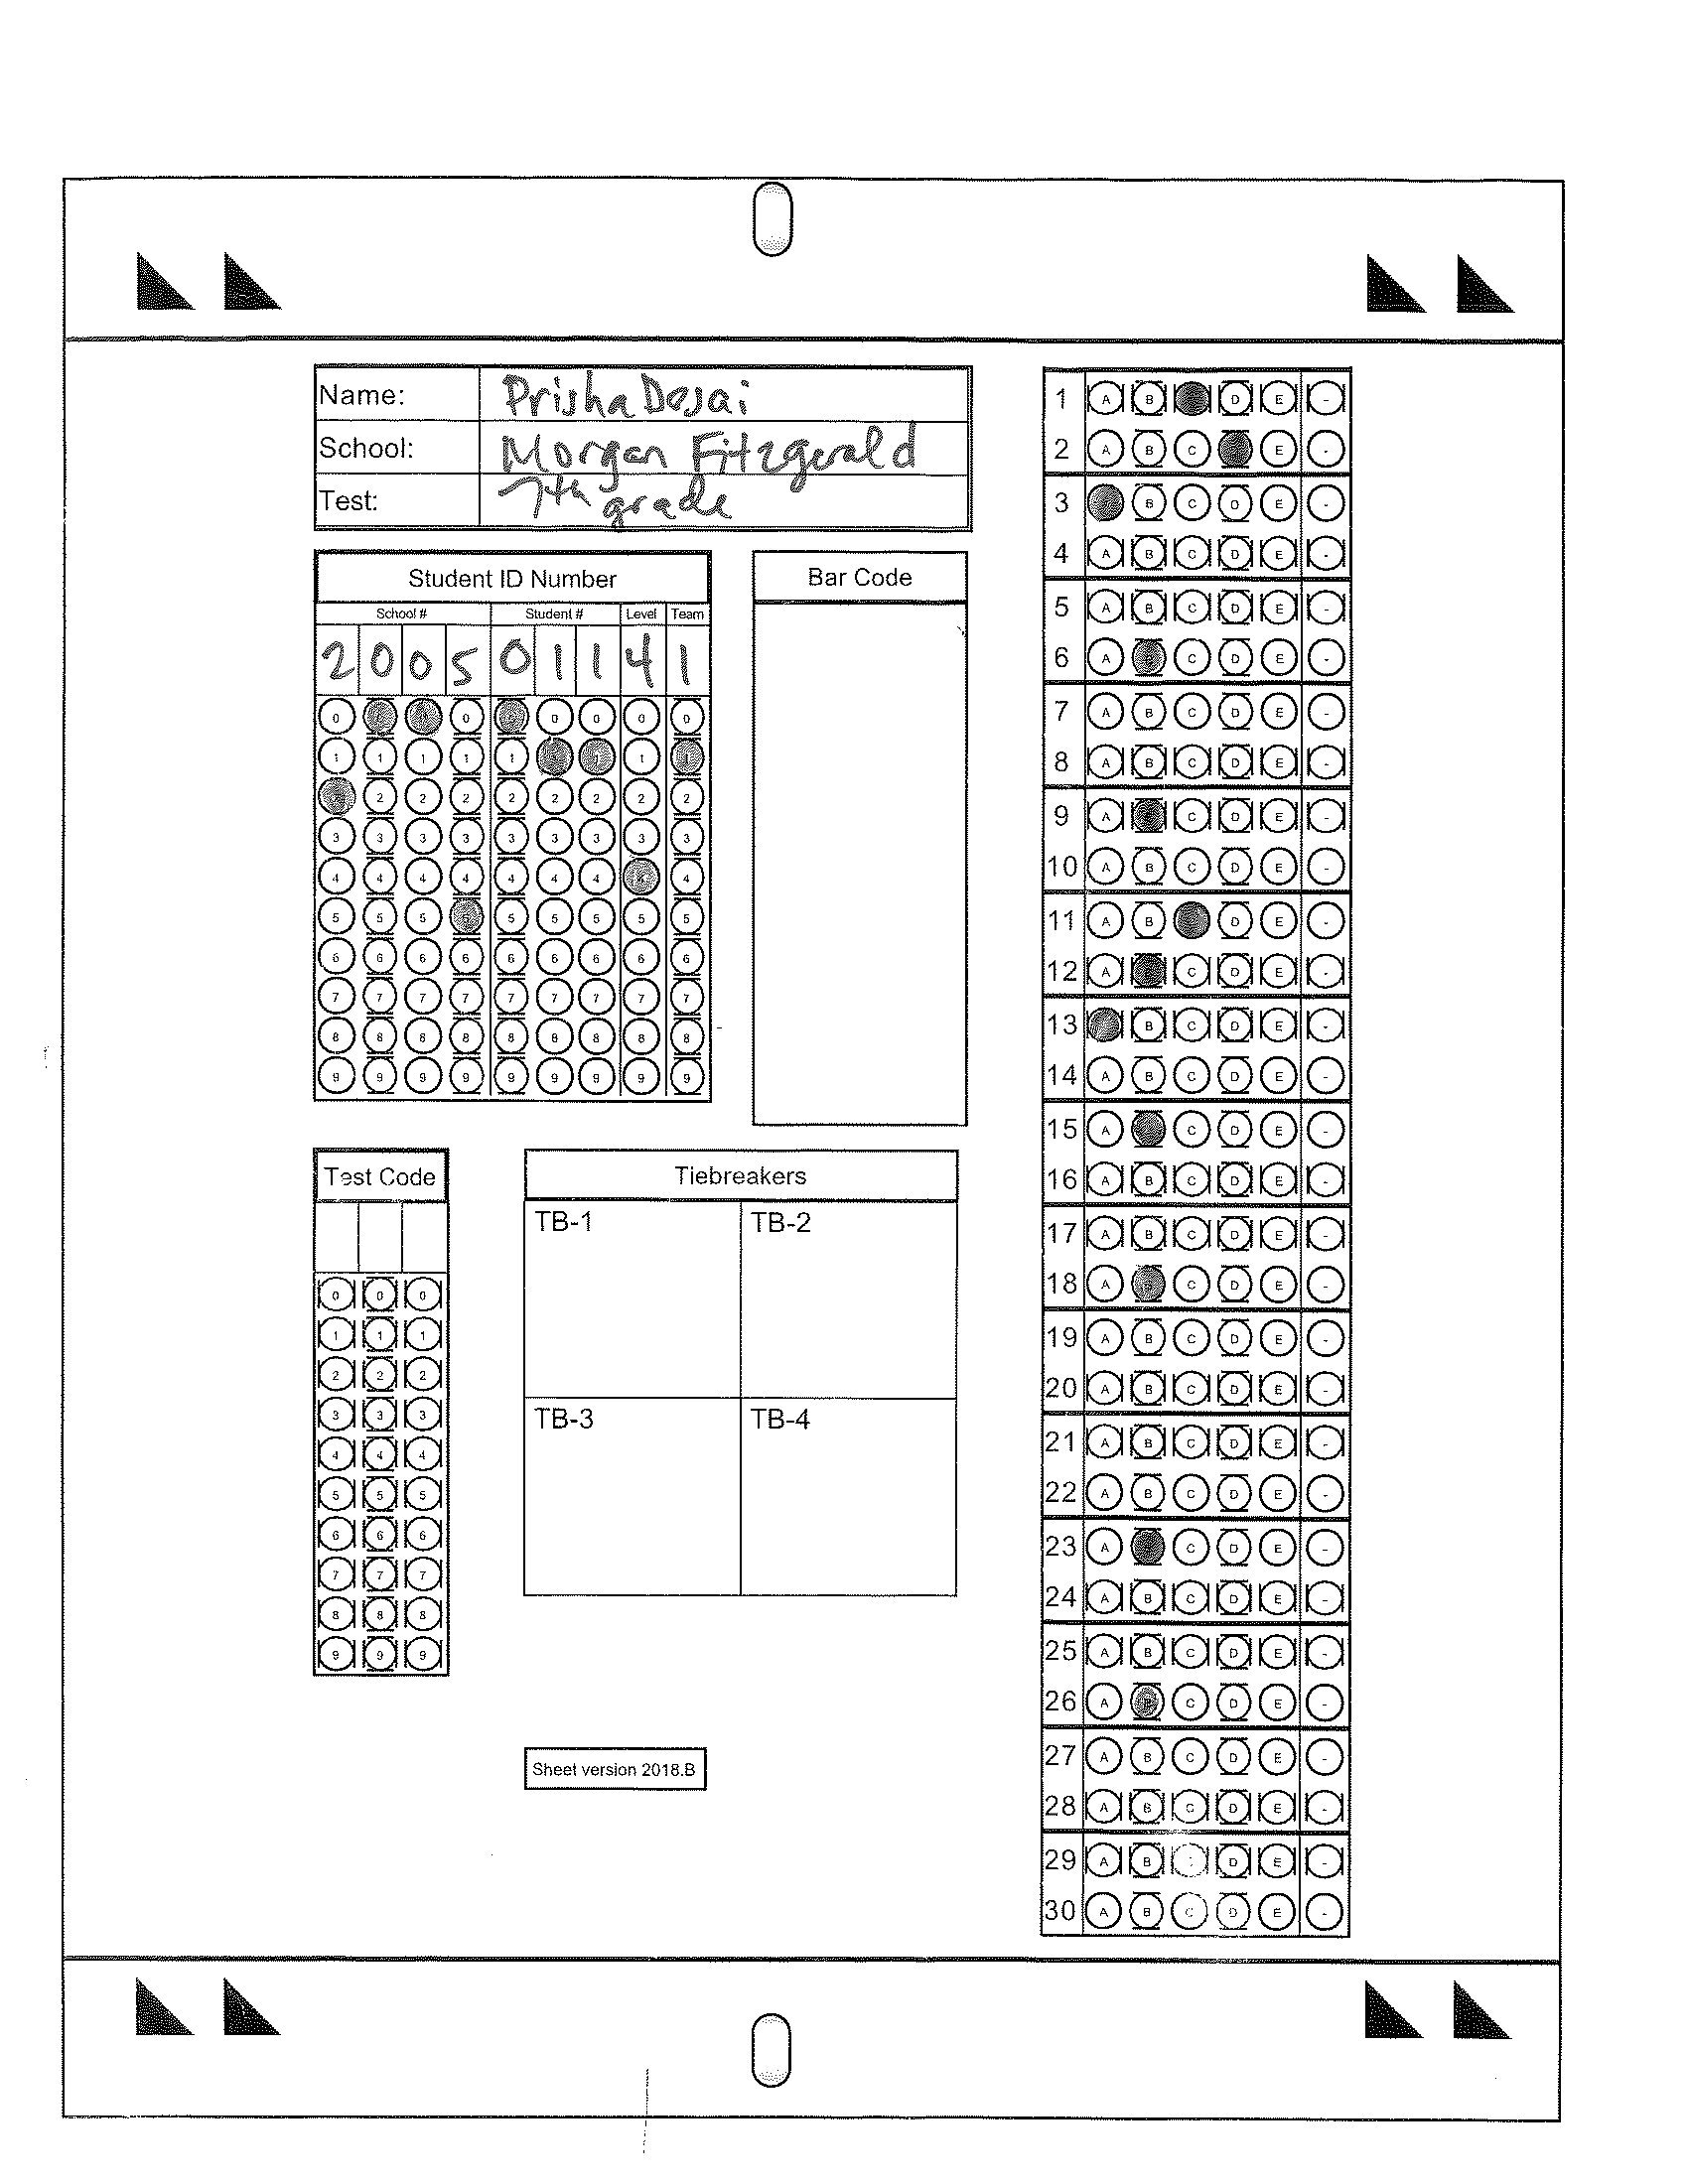 Name: Prisha Desai
School: Morgan Fitzgerald
Test: 7th grade
Student ID Number
School # Student # Level Team
2 0 0 5 0 1 1 4 1
0 0 0 0 0 0
1 1 1 1 1 1 1 1
2 2 2 2 2 2 2 2
3 3 3 3 3 3 3 3 3
4 4 4 4 4 4 4 4 4
5 5 5 5 5 5 5 5 5
6 6 6 6 6 6 6 6 6
7 7 7 7 7 7 7 7 7
8 8 8 8 8 8 8 8 8
9 9 9 9 9 9 9 9 9
Bar Code
Test Code
0 0 0
1 1 1
2 2 2
3 3 3
4 4 4
5 5 5
6 6 6
7 7 7
8 8 8
9 9 9
Tiebreakers
TB-1 TB-2
TB-3 TB-4
Sheet version 2018.B
1 A B D E -
2 A B C E -
3 B C D E -
4 A B C D E -
5 A B C D E -
6 A B C D E -
7 A B C D E -
8 A B C D E -
9 A C D E -
10 A B C D E -
11 A B D E -
12 A C D E -
13 B C D E -
14 A B C D E -
15 A C D E -
16 A B C D E -
17 A B C D E -
18 A B C D E -
19 A B C D E -
20 A B C D E -
21 A B C D E -
22 A B C D E -
23 A C D E -
24 A B C D E -
25 A B C D E -
26 A B C D E -
27 A B C D E -
28 A B C D E -
29 A B D E -
30 A B C D E -